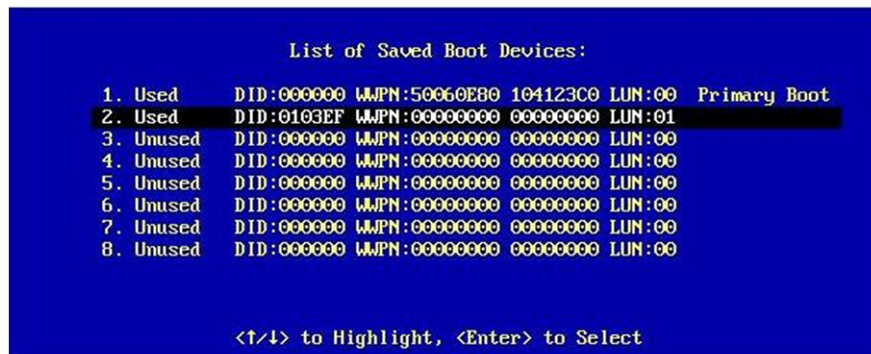 List of Saved Boot Devices:
1. Used DID:000000 WWPN:50060E80 104123C0 LUN:00 Primary Boot
2. Used DID:0103EF WWPN:00000000 00000000 LUN:01
3. Unused DID:000000 WWPN:00000000 00000000 LUN:00
4. Unused DID:000000 WWPN:00000000 00000000 LUN:00
5. Unused DID:000000 WWPN:00000000 00000000 LUN:00
6. Unused DID:000000 WWPN:00000000 00000000 LUN:00
7. Unused DID:000000 WWPN:00000000 00000000 LUN:00
8. Unused DID:000000 WWPN:00000000 00000000 LUN:00
<↑/↓> to Highlight, <Enter> to Select